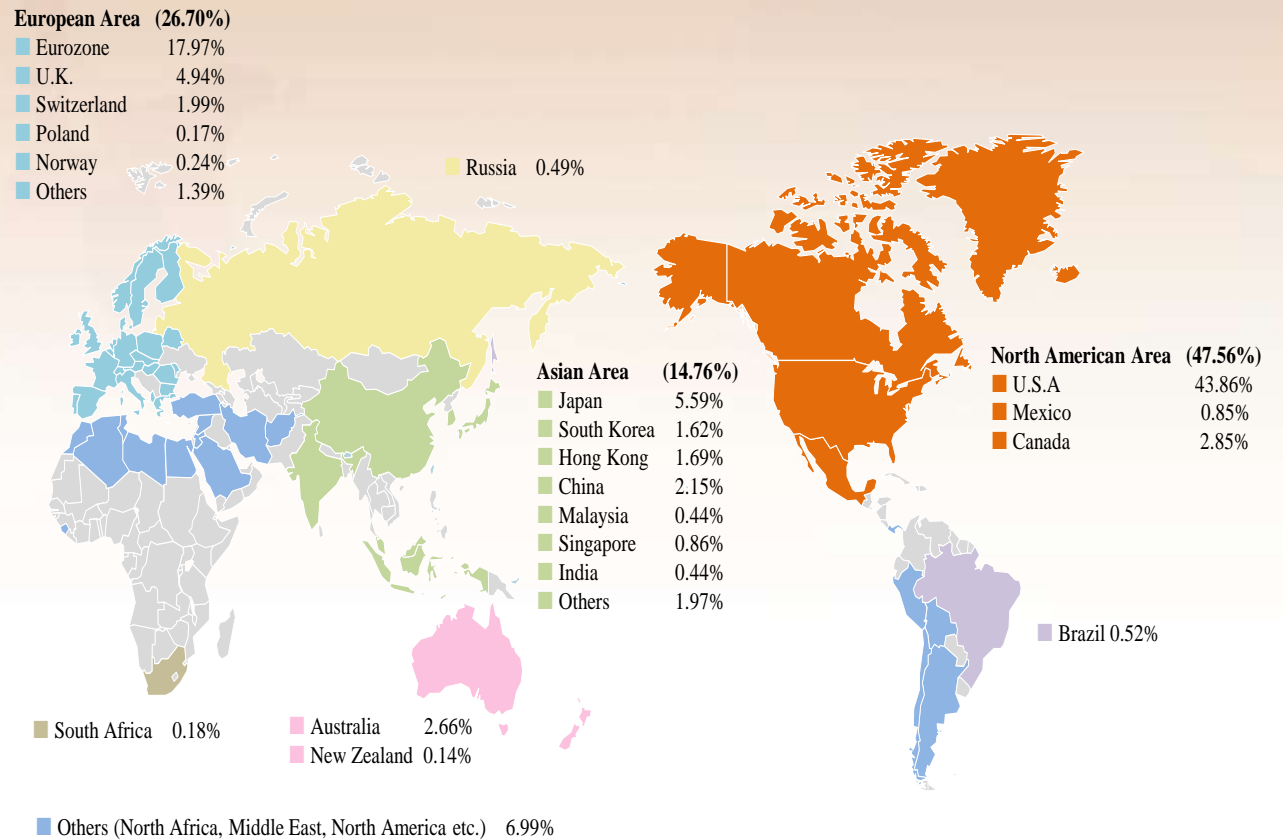 European Area (26.70%)
Eurozone 17.97%
U.K. 4.94%
Switzerland 1.99%
Poland 0.17%
Norway 0.24%
Others 1.39%
Russia 0.49%
Asian Area (14.76%)
Japan 5.59%
South Korea 1.62%
Hong Kong 1.69%
China 2.15%
Malaysia 0.44%
Singapore 0.86%
India 0.44%
Others 1.97%
North American Area (47.56%)
U.S.A 43.86%
Mexico 0.85%
Canada 2.85%
Brazil 0.52%
South Africa 0.18%
Australia 2.66%
New Zealand 0.14%
Others (North Africa, Middle East, North America etc.) 6.99%